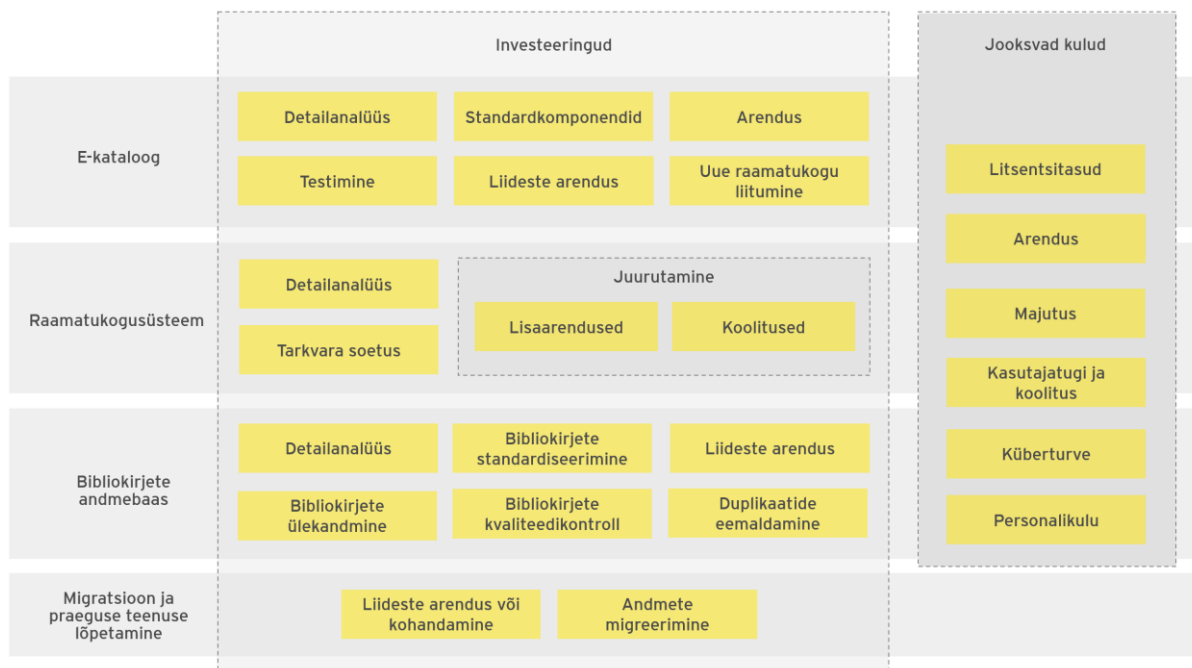 Investeeringud
Jooksvad kulud
E-kataloog
Detailanalüüs
Standardkomponendid
Arendus
Testimine
Liideste arendus
Uue raamatukogu
liitumine
Raamatukogusüsteem
Detailanalüüs
Tarkvara soetus
Juurutamine
Lisaarendused
Koolitused
Bibliokirjete
andmebaas
Detailanalüüs
Bibliokirjete
standardiseerimine
Liideste arendus
Bibliokirjete
ülekandmine
Bibliokirjete
kvaliteedikontroll
Duplikaatide
eemaldamine
Migratsioon ja
praeguse teenuse
lõpetamine
Liideste arendus või
kohandamine
Andmete
migreerimine
Litsentsitasud
Arendus
Majutus
Kasutajatugi ja
koolitus
Küberturve
Personalikulu